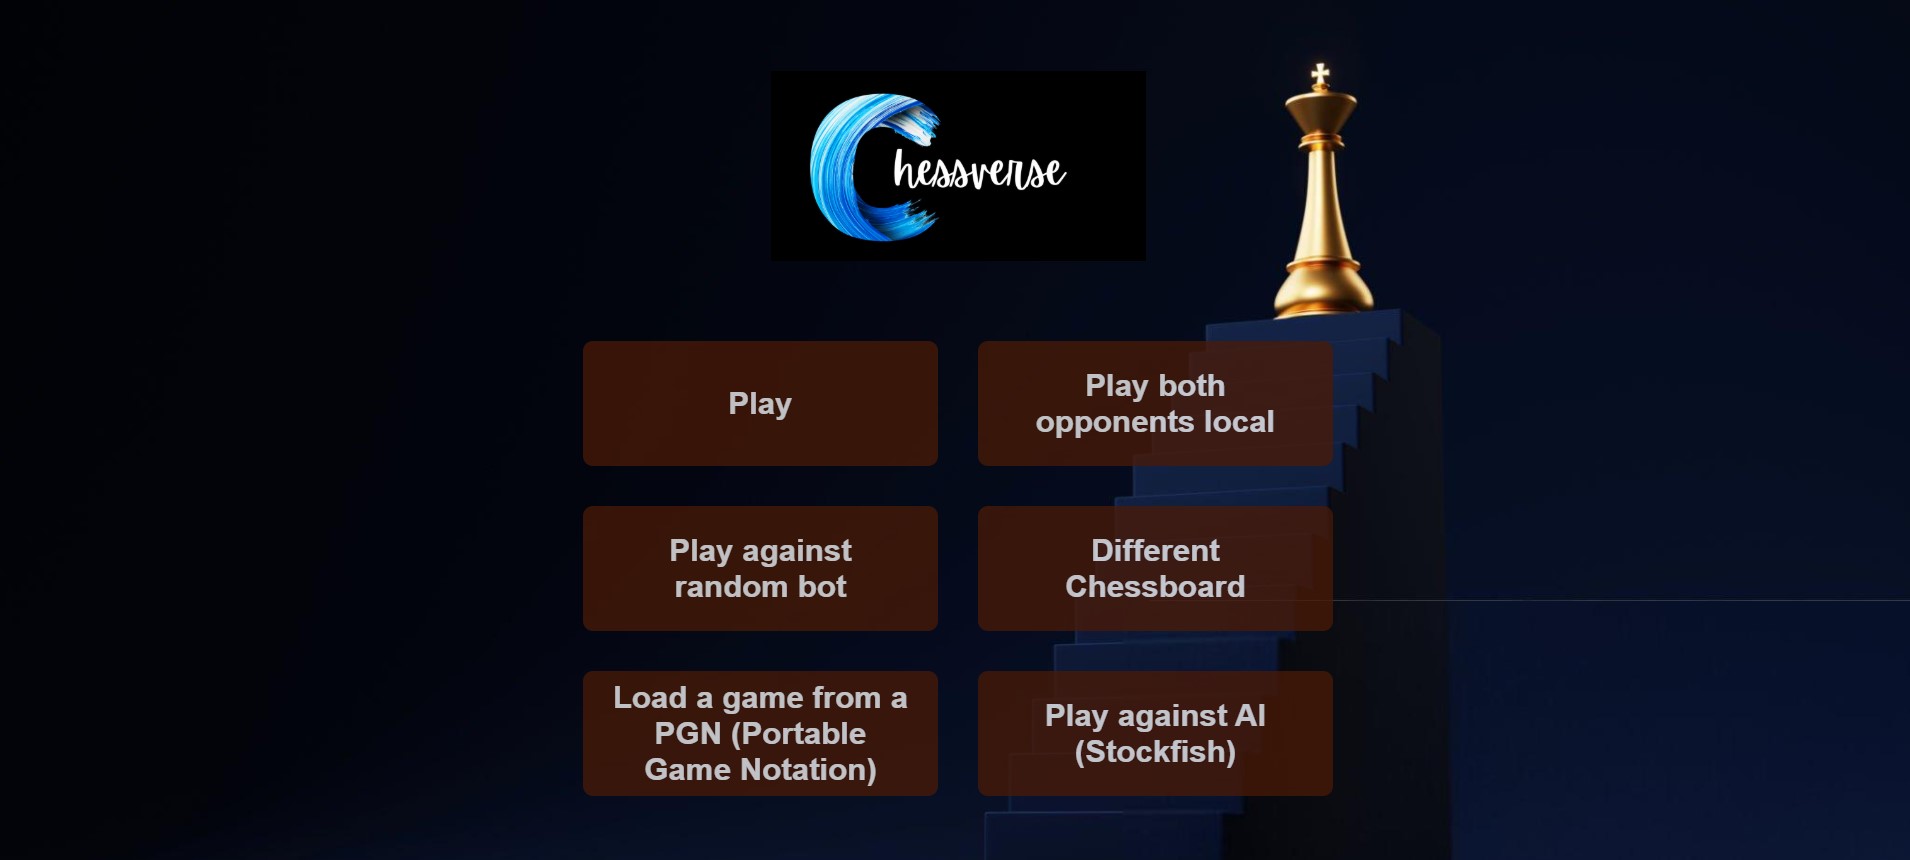 Chessverse
Play
Play both
opponents local
Play against
random bot
Different
Chessboard
Load a game from a
PGN (Portable
Game Notation)
Play against AI
(Stockfish)